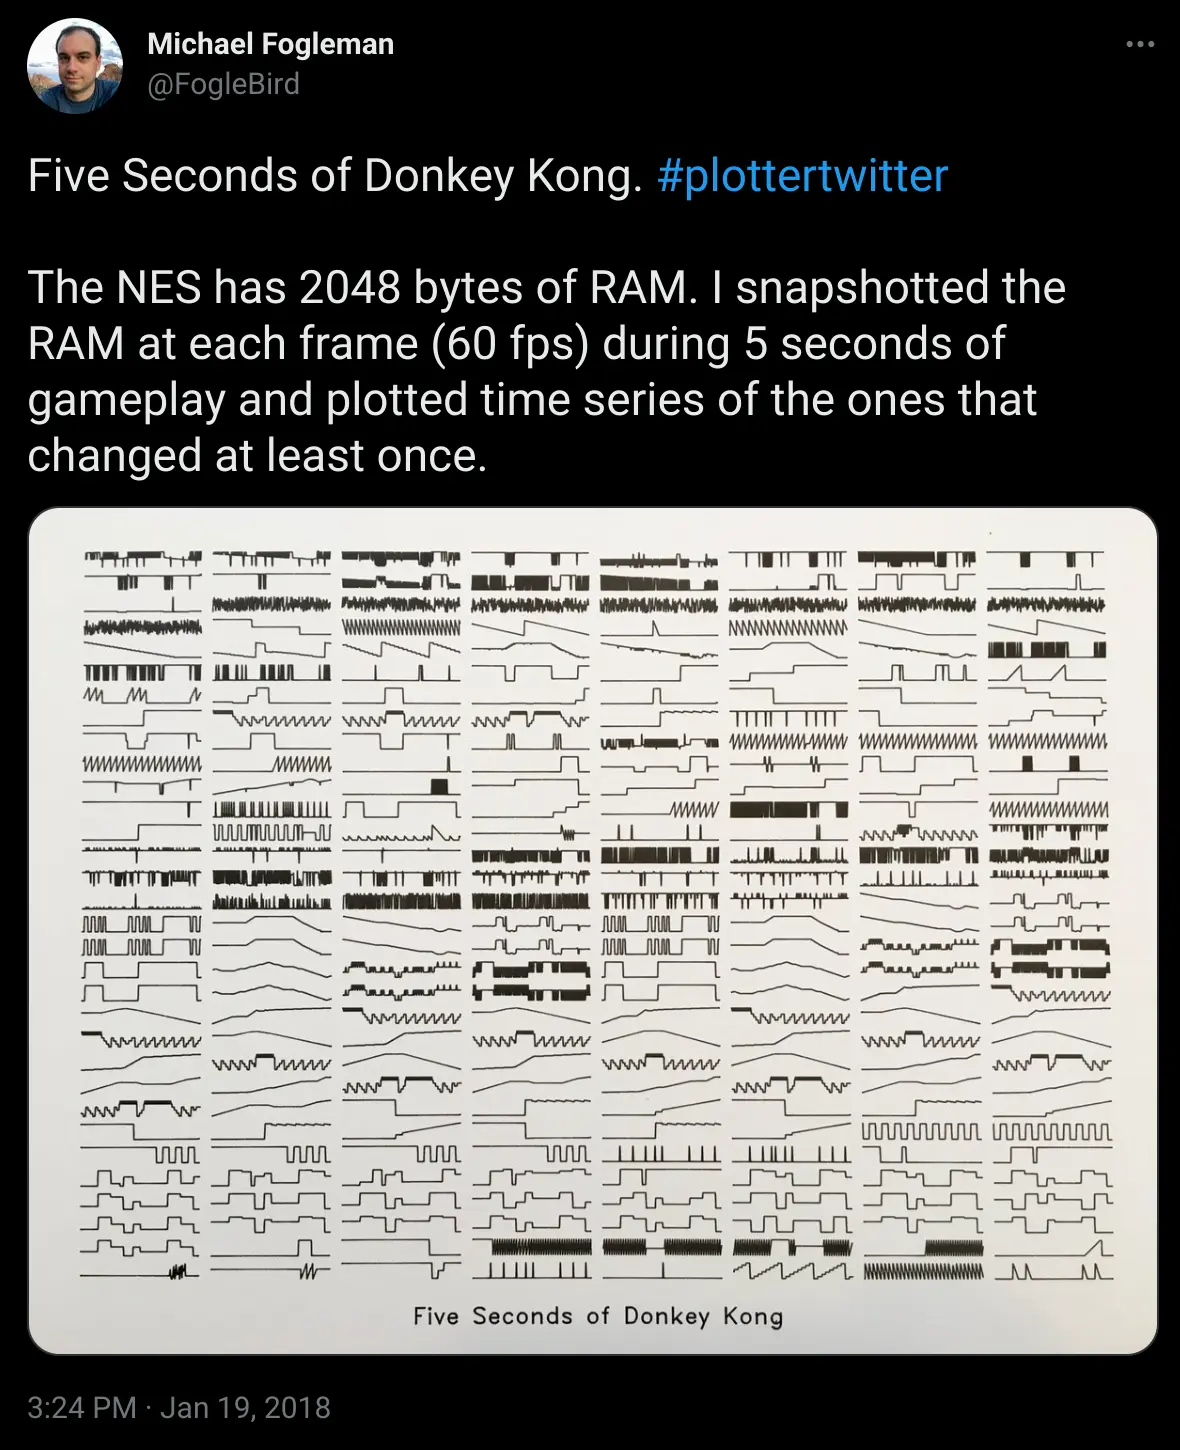 Michael Fogleman
@FogleBird
Five Seconds of Donkey Kong. #plottertwitter
The NES has 2048 bytes of RAM. I snapshotted the
RAM at each frame (60 fps) during 5 seconds of
gameplay and plotted time series of the ones that
changed at least once.
Five Seconds of Donkey Kong
3:24 PM · Jan 19, 2018